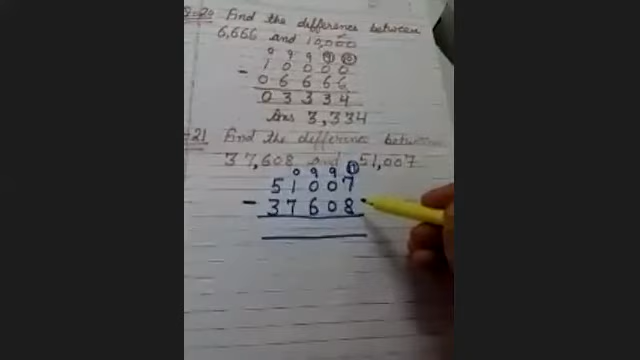 Q-20 Find the difference between
6,666 and 10,000
0 9 9 10 10
1 0 0 0 0
- 0 6 6 6 6
0 3 3 3 4
Ans 3,334
-21 Find the difference between
37,608 and 51,007
0 9 9 17
5 1 0 0 7
- 3 7 6 0 8